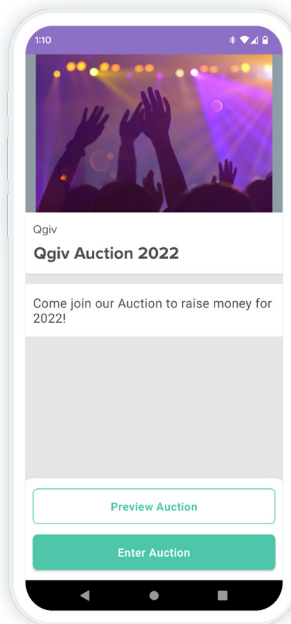 1:10
Qgiv
Qgiv Auction 2022
Come join our Auction to raise money for
2022!
Preview Auction
Enter Auction